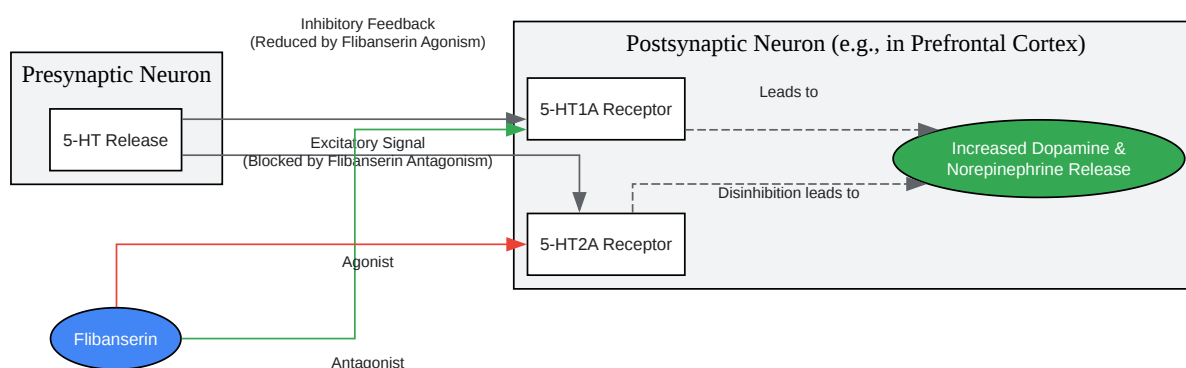 Inhibitory Feedback
(Reduced by Flibanserin Agonism)
Postsynaptic Neuron (e.g., in Prefrontal Cortex)
Presynaptic Neuron
5-HT Release
5-HT1A Receptor
Leads to
Excitatory Signal
(Blocked by Flibanserin Antagonism)
Increased Dopamine &
Norepinephrine Release
Disinhibition leads to
5-HT2A Receptor
Agonist
Flibanserin
Antagonist